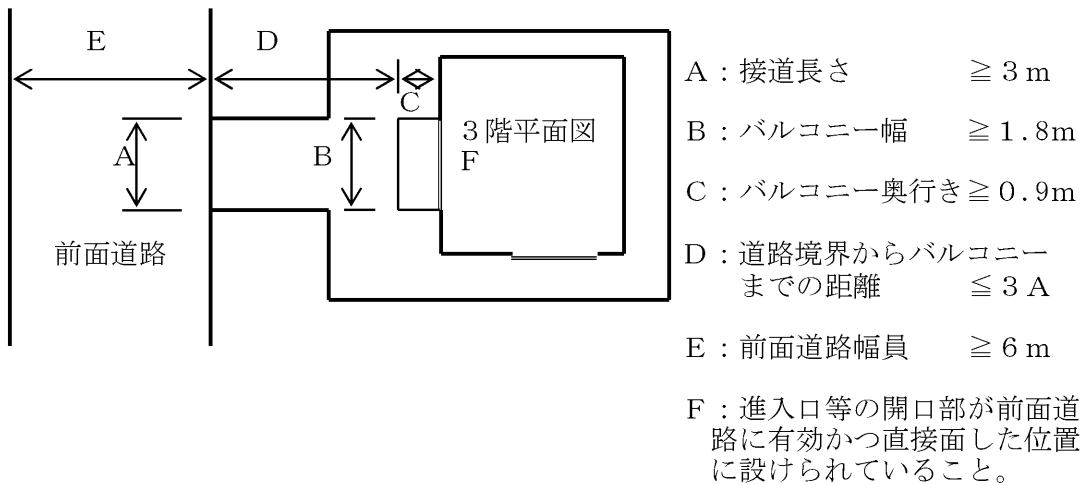 E
D
C
A
B
3階平面図
F
前面道路
A：接道長さ ≧3m
B：バルコニー幅 ≧1.8m
C：バルコニー奥行き≧0.9m
D：道路境界からバルコニー
までの距離 ≦3A
E：前面道路幅員 ≧6m
F：進入口等の開口部が前面道
路に有効かつ直接面した位置
に設けられていること。